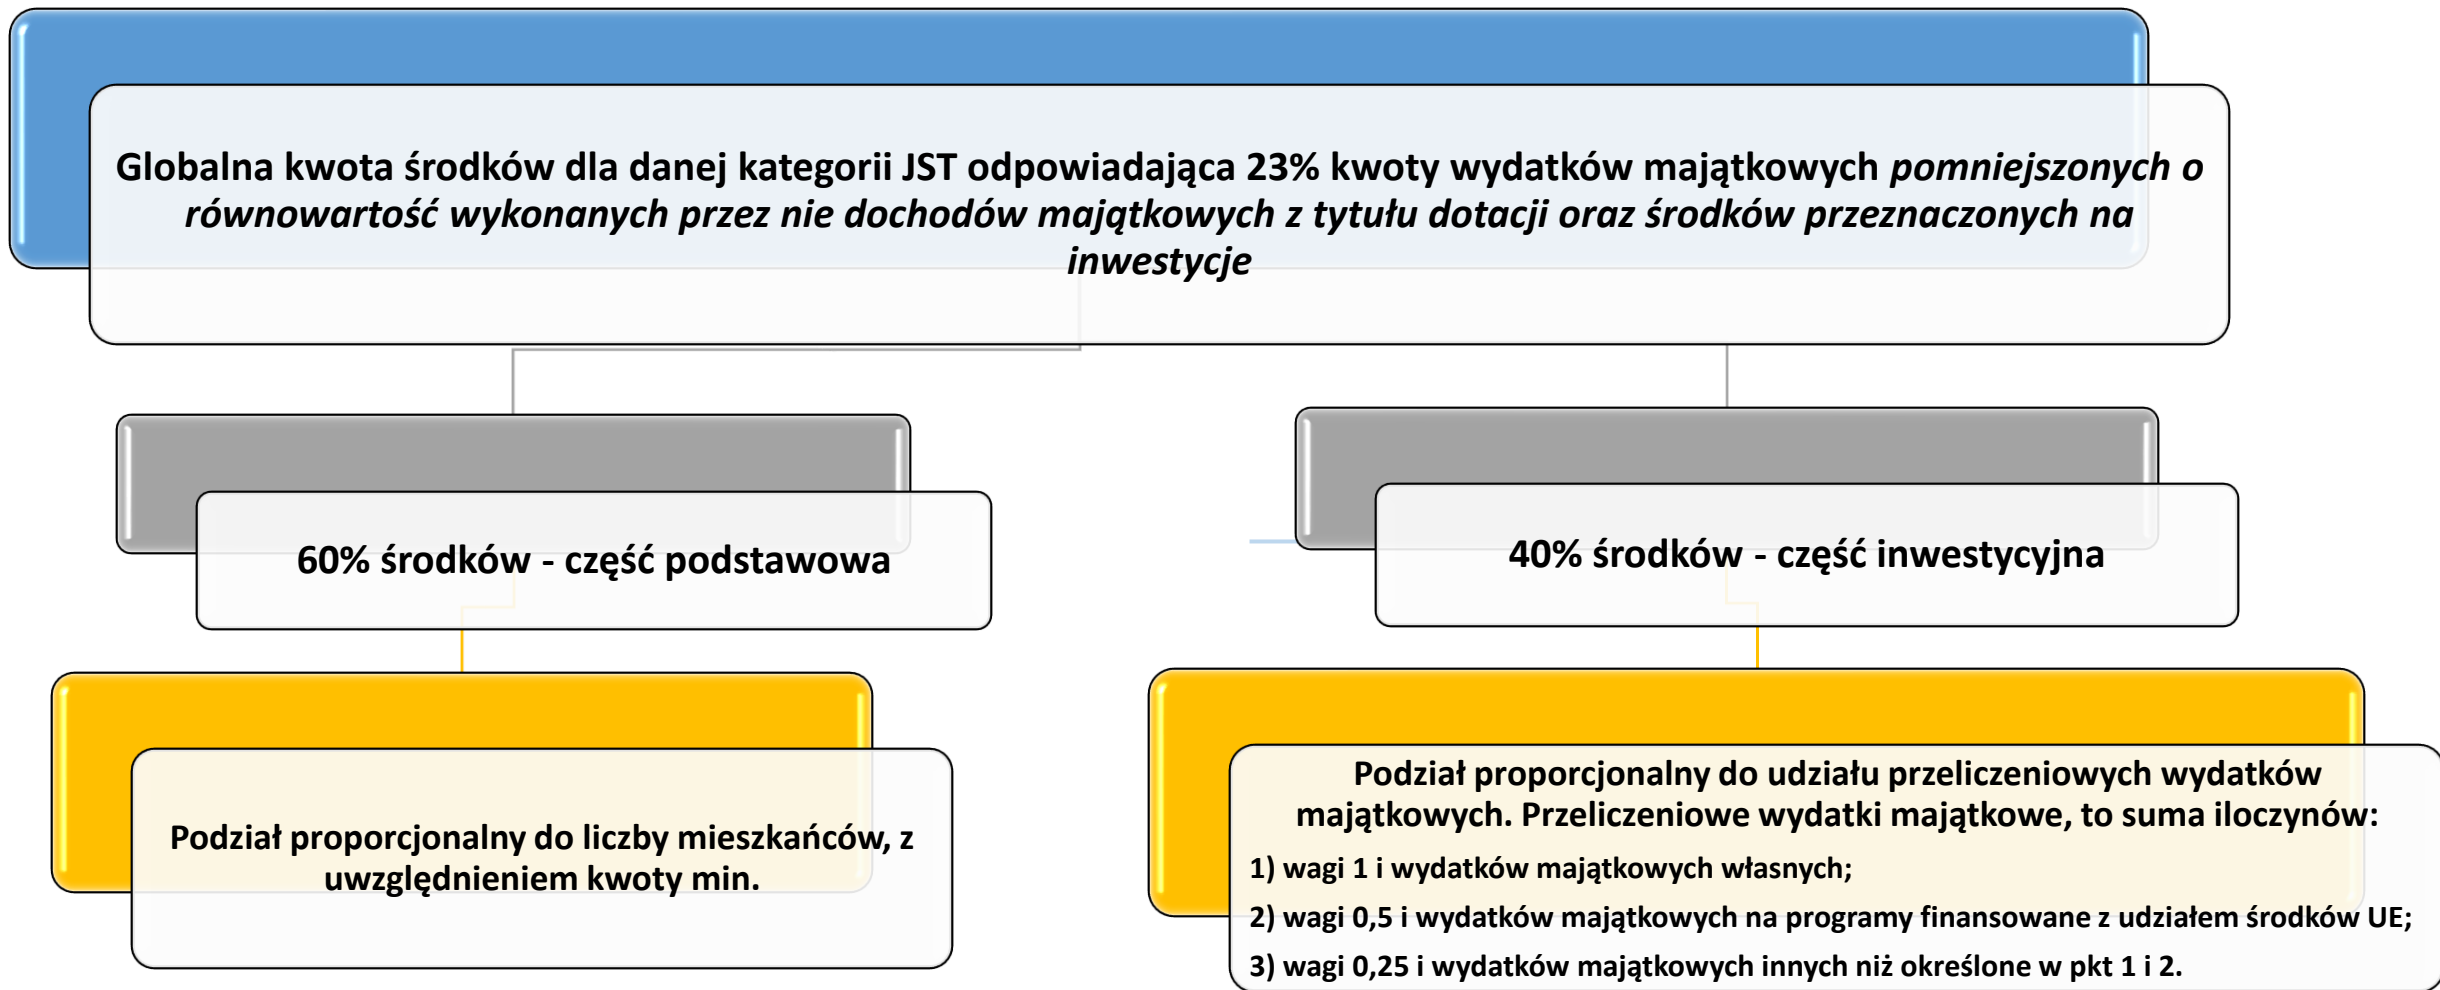 Globalna kwota środków dla danej kategorii JST odpowiadająca 23% kwoty wydatków majątkowych pomniejszonych o
równowartość wykonanych przez nie dochodów majątkowych z tytułu dotacji oraz środków przeznaczonych na
inwestycje
60% środków - część podstawowa
40% środków - część inwestycyjna
Podział proporcjonalny do liczby mieszkańców, z
uwzględnieniem kwoty min.
Podział proporcjonalny do udziału przeliczeniowych wydatków
majątkowych. Przeliczeniowe wydatki majątkowe, to suma iloczynów:
1) wagi 1 i wydatków majątkowych własnych;
2) wagi 0,5 i wydatków majątkowych na programy finansowane z udziałem środków UE;
3) wagi 0,25 i wydatków majątkowych innych niż określone w pkt 1 i 2.